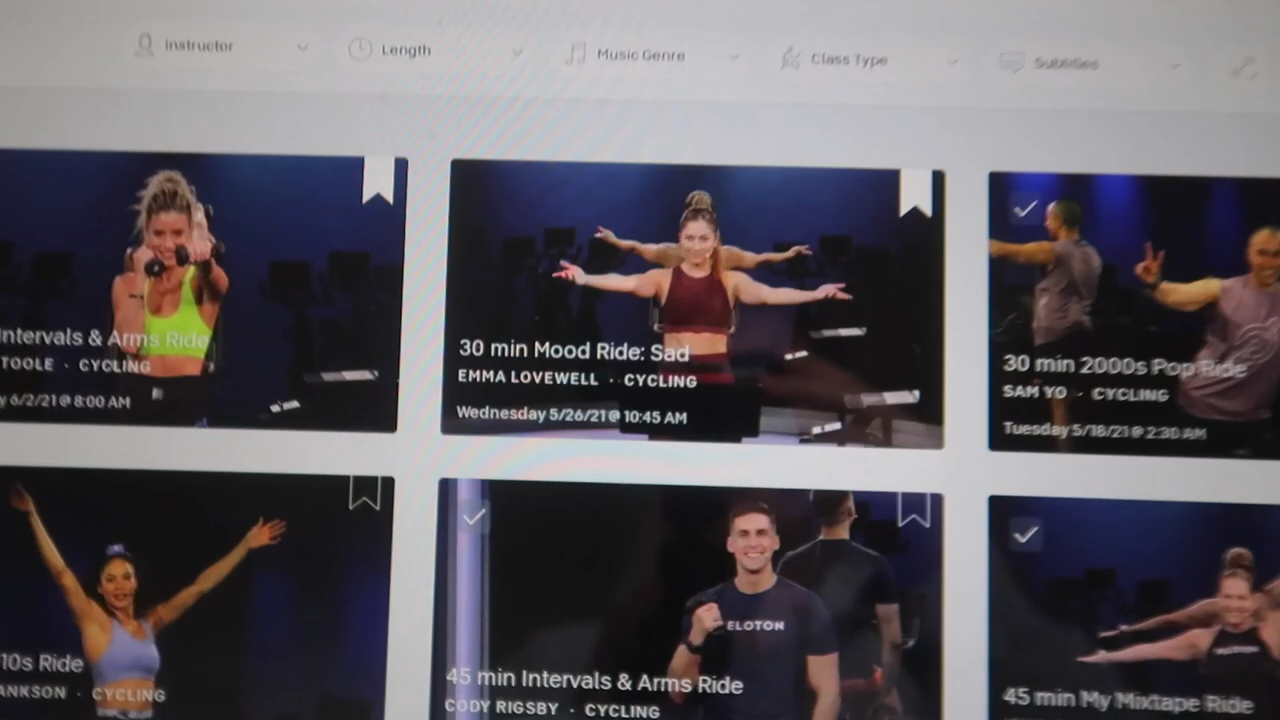 Instructor
Length
Music Genre
Class Type
Subtitles
Intervals & Arms Ride
TOOLE · CYCLING
y 6/2/21 @ 8:00 AM
30 min Mood Ride: Sad
EMMA LOVEWELL · CYCLING
Wednesday 5/26/21 @ 10:45 AM
30 min 2000s Pop Ride
SAM YO · CYCLING
Tuesday 5/18/21 @ 2:30 AM
10s Ride
ANKSON · CYCLING
ELOTON
45 min Intervals & Arms Ride
CODY RIGSBY · CYCLING
45 min My Mixtape Ride